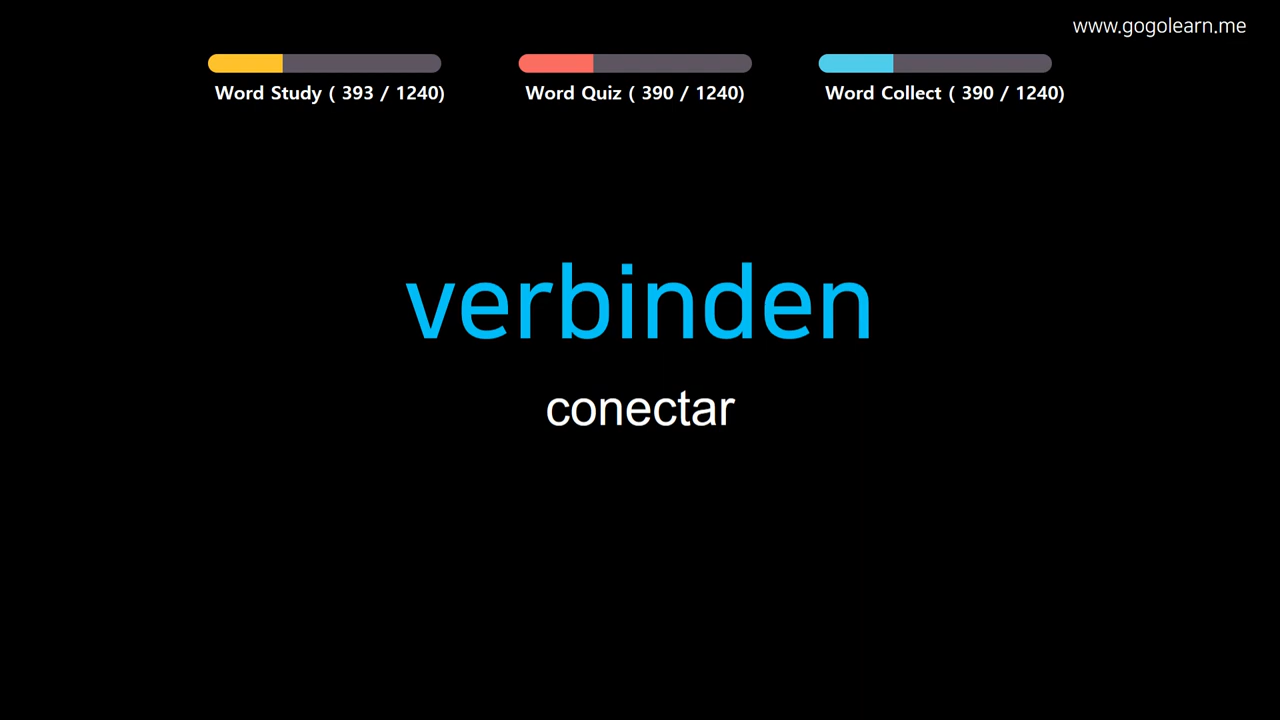 www.gogolearn.me
Word Study ( 393 / 1240)
Word Quiz ( 390 / 1240)
Word Collect ( 390 / 1240)
verbinden
conectar